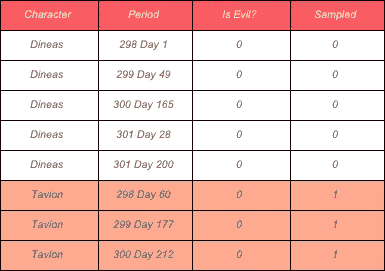 Character Period Is Evil? Sampled
Dineas 298 Day 1 0 0
Dineas 299 Day 49 0 0
Dineas 300 Day 165 0 0
Dineas 301 Day 28 0 0
Dineas 301 Day 200 0 0
Tavion 298 Day 60 0 1
Tavion 299 Day 177 0 1
Tavion 300 Day 212 0 1